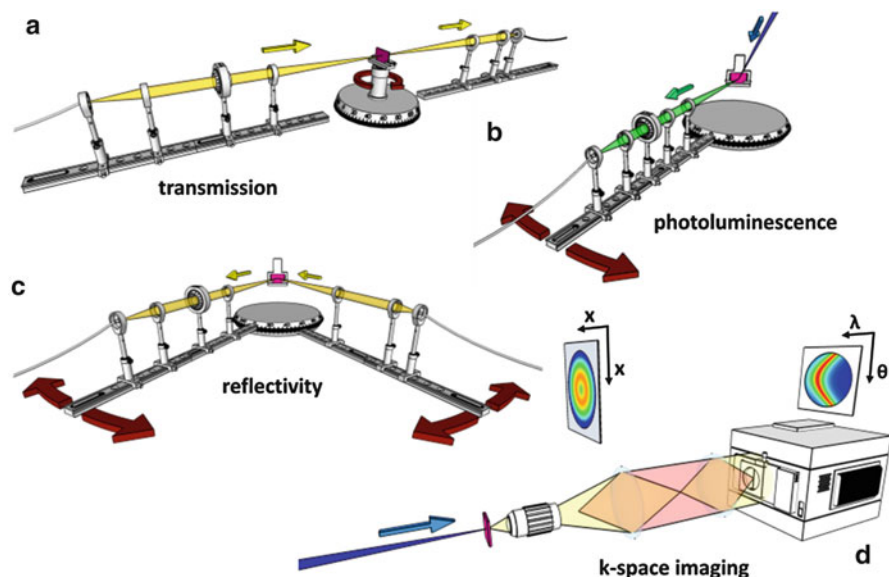 a
transmission
b
photoluminescence
c
reflectivity
x
x
λ
θ
k-space imaging
d